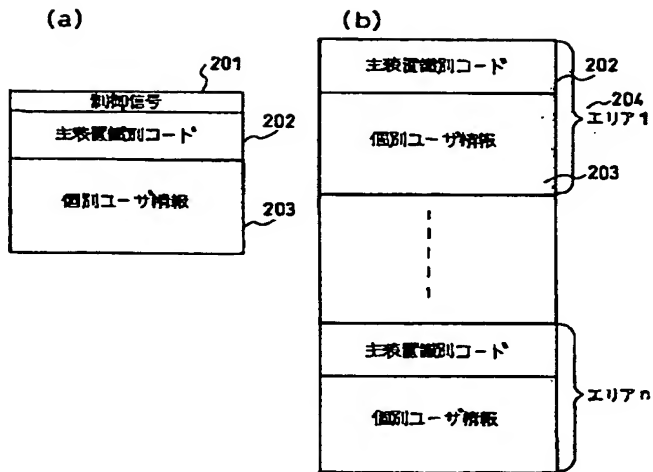 (a)
201
制御信号
主装置識別コード
202
個別ユーザ情報
203
(b)
主装置識別コード
202
204
エリア1
個別ユーザ情報
203
主装置識別コード
個別ユーザ情報
エリアn